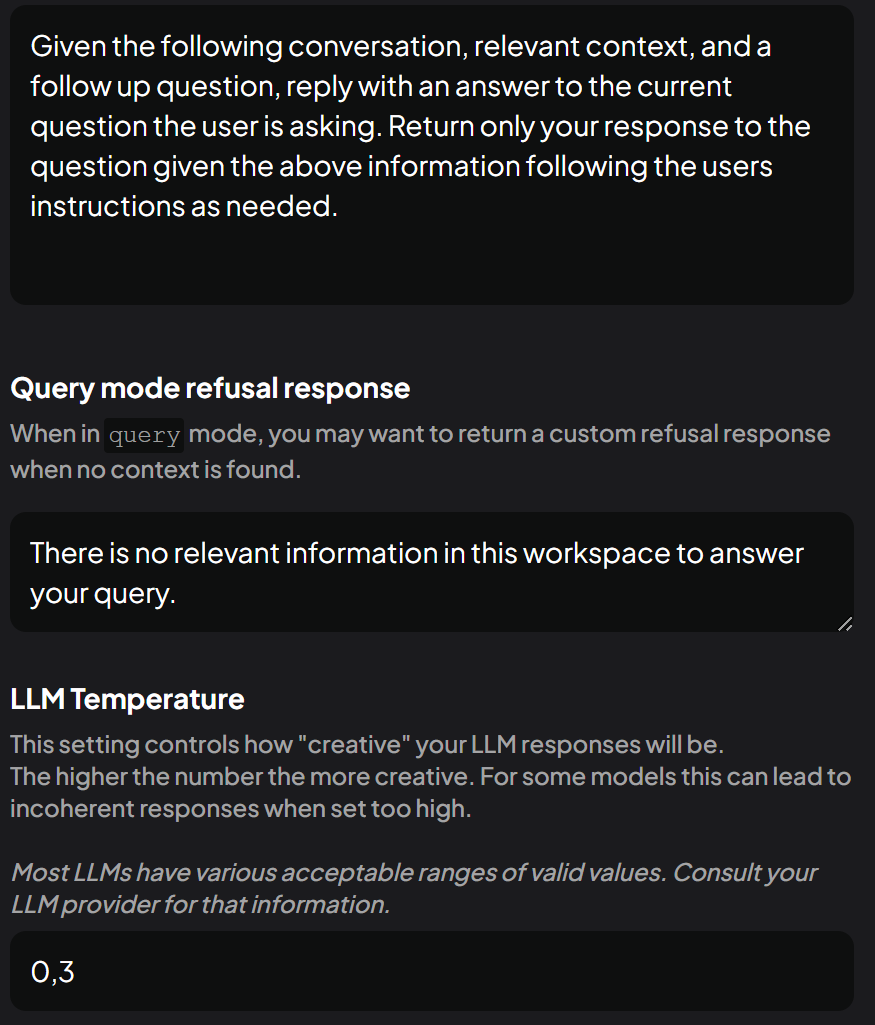 Given the following conversation, relevant context, and a
follow up question, reply with an answer to the current
question the user is asking. Return only your response to the
question given the above information following the users
instructions as needed.
Query mode refusal response
When in query mode, you may want to return a custom refusal response
when no context is found.
There is no relevant information in this workspace to answer
your query.
LLM Temperature
This setting controls how "creative" your LLM responses will be.
The higher the number the more creative. For some models this can lead to
incoherent responses when set too high.
Most LLMs have various acceptable ranges of valid values. Consult your
LLM provider for that information.
0,3